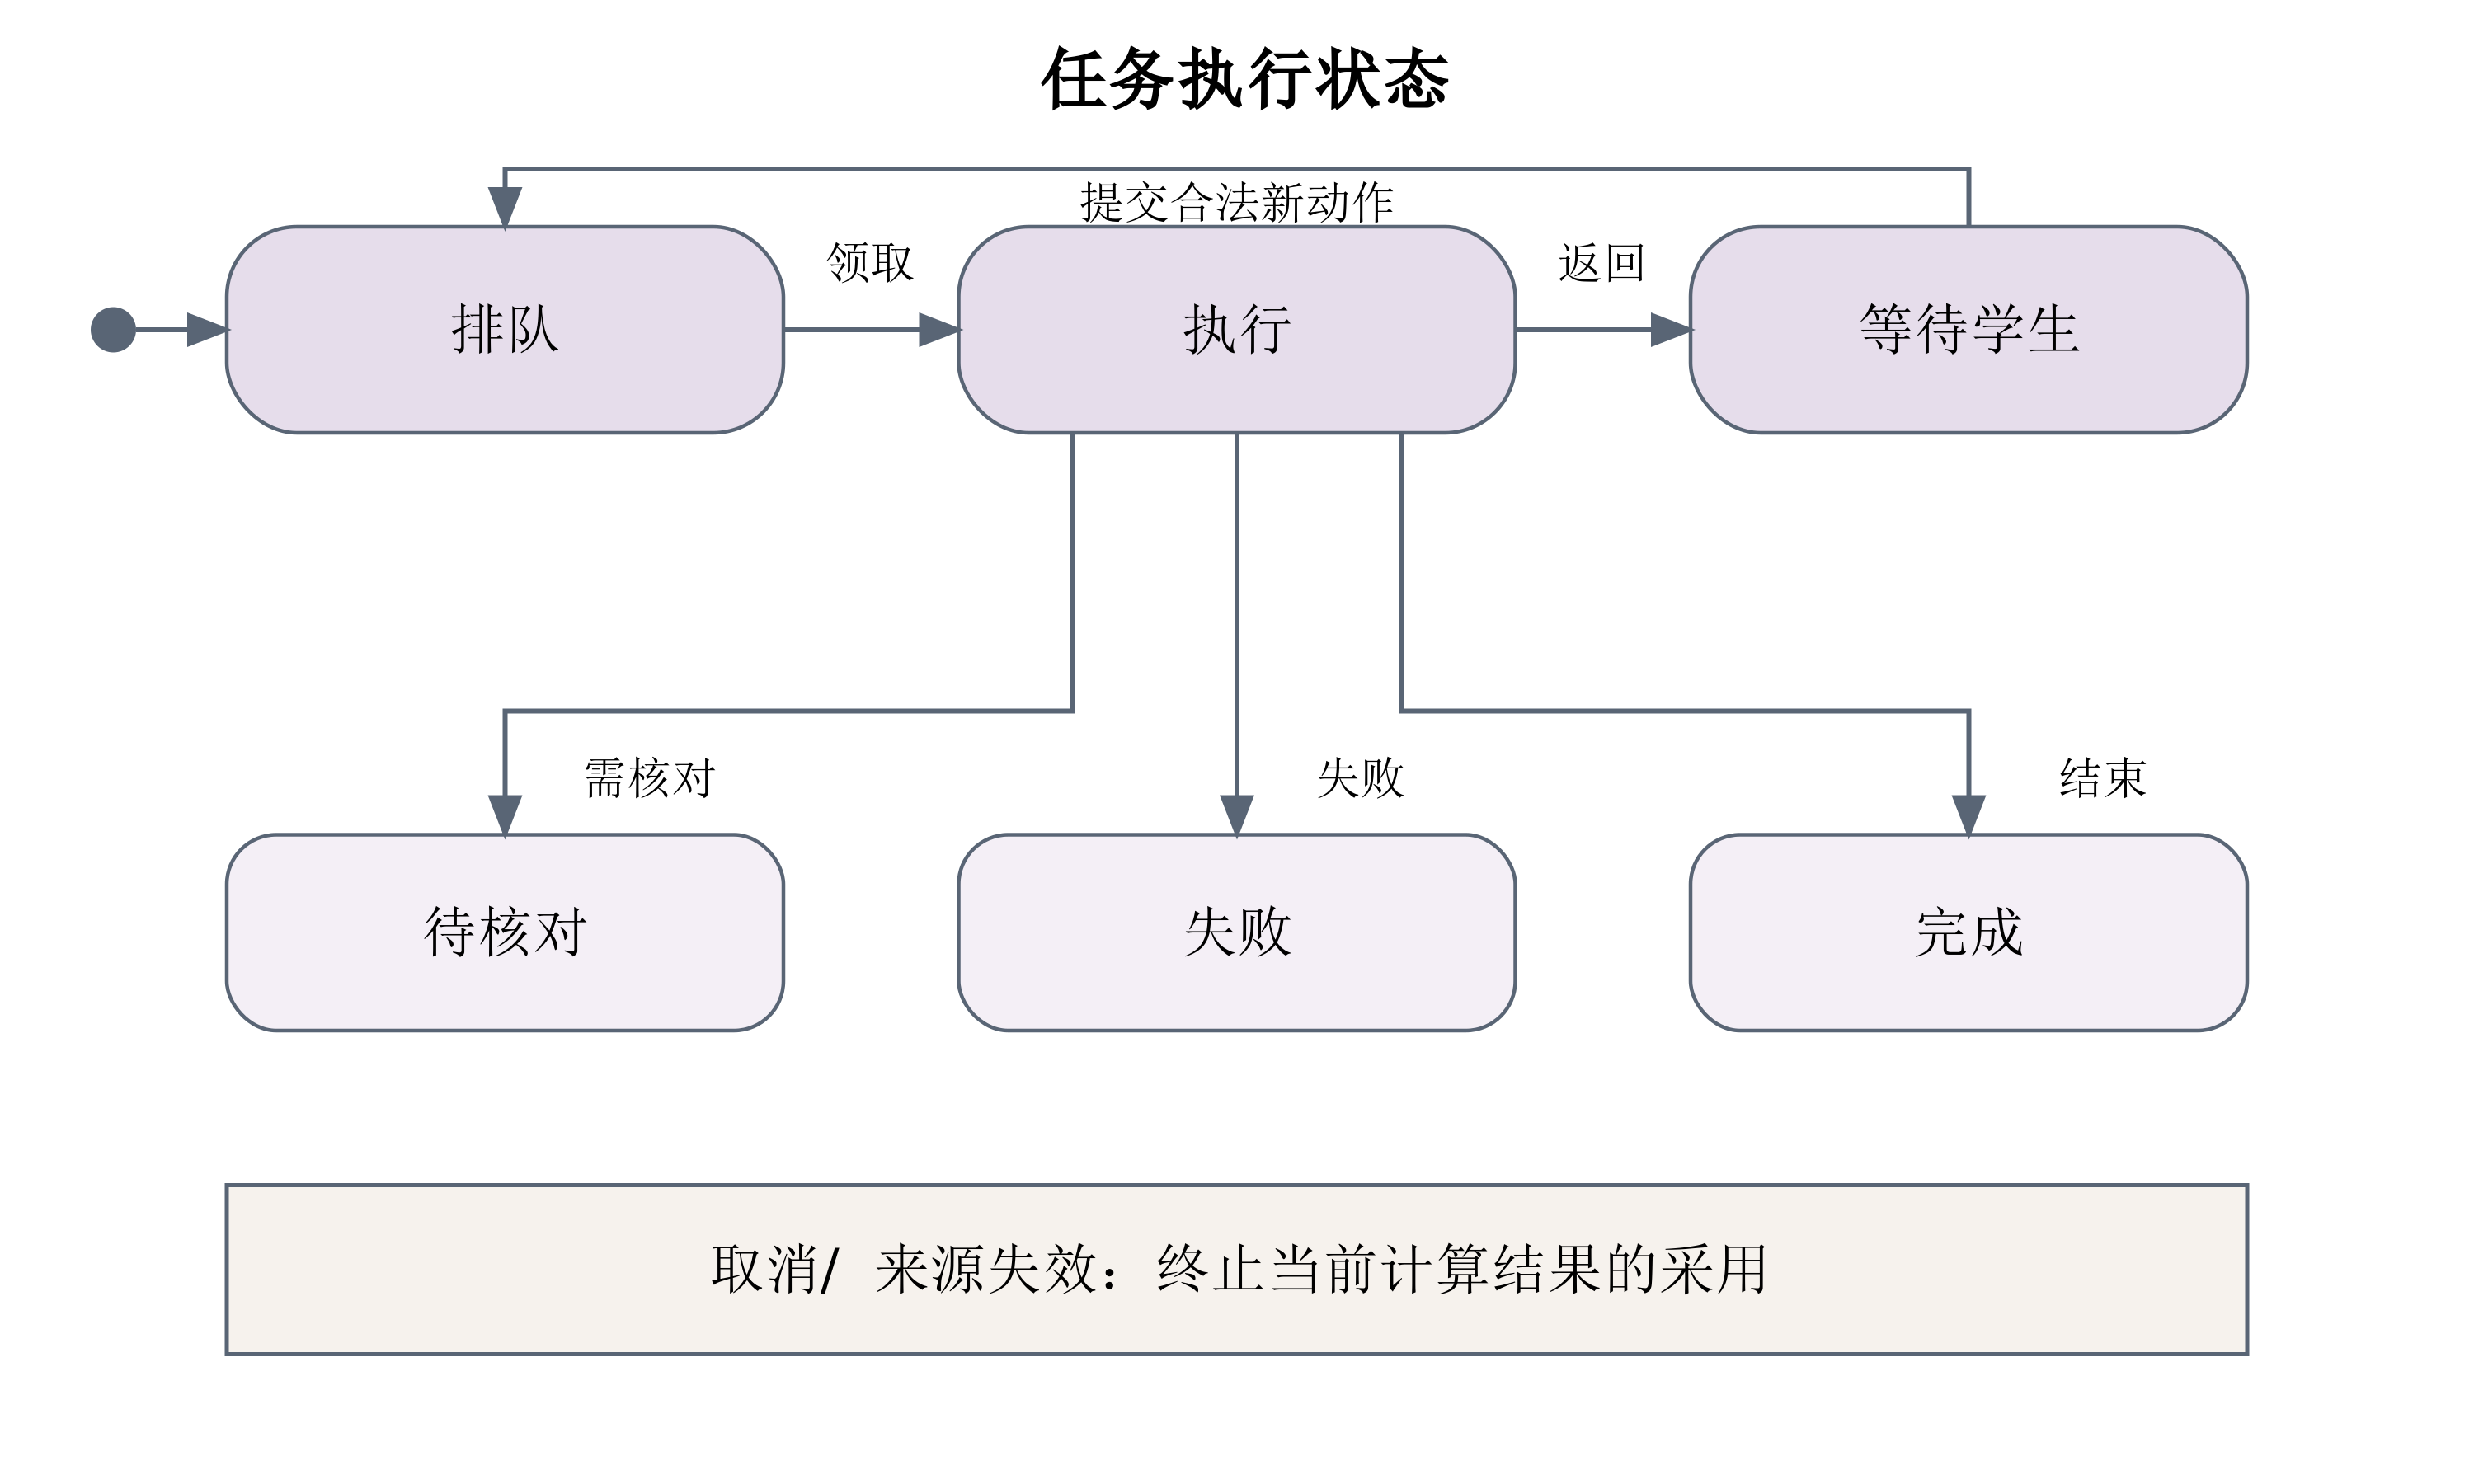 任务执行状态
提交合法新动作
领取
返回
排队
执行
等待学生
需核对
失败
结束
待核对
失败
完成
取消/ 来源失效：终止当前计算结果的采用